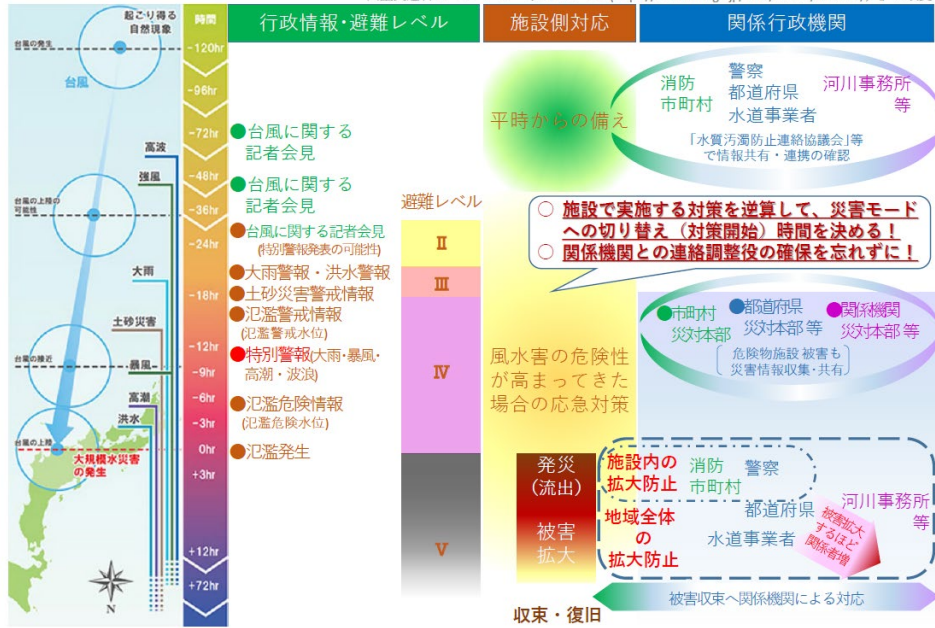 起こり得る
自然現象
時間
行政情報・避難レベル
施設側対応
関係行政機関
台風の発生
台風
高波
強風
台風の上陸の
可能性
大雨
土砂災害
台風の接近
暴風
高潮
洪水
台風の上陸
大規模水災害
の発生
N
-120hr
-96hr
-72hr
-48hr
-36hr
-24hr
-18hr
-12hr
-9hr
-6hr
-3hr
0hr
+3hr
+12hr
+72hr
●台風に関する
記者会見
●台風に関する
記者会見
●台風に関する記者会見
(特別警報発表の可能性)
●大雨警報・洪水警報
●土砂災害警戒情報
●氾濫警戒情報
(氾濫警戒水位)
●特別警報(大雨・暴風・
高潮・波浪)
●氾濫危険情報
(氾濫危険水位)
●氾濫発生
避難レベル
Ⅱ
Ⅲ
Ⅳ
Ⅴ
平時からの備え
風水害の危険性
が高まってきた
場合の応急対策
発災
(流出)
被害
拡大
収束・復旧
消防
市町村
警察
都道府県
水道事業者
河川事務所
等
「水質汚濁防止連絡協議会」等
で情報共有・連携の確認
○ 施設で実施する対策を逆算して、災害モード
への切り替え（対策開始）時間を決める！
○ 関係機関との連絡調整役の確保を忘れずに！
●市町村
災対本部
●都道府県
災対本部 等
●関係機関
災対本部 等
危険物施設 被害も
災害情報収集・共有
施設内の
拡大防止
消防
市町村
警察
地域全体
の
拡大防止
都道府県
水道事業者
河川事務所
等
被害拡大
するほど
関係者増
被害収束へ関係機関による対応